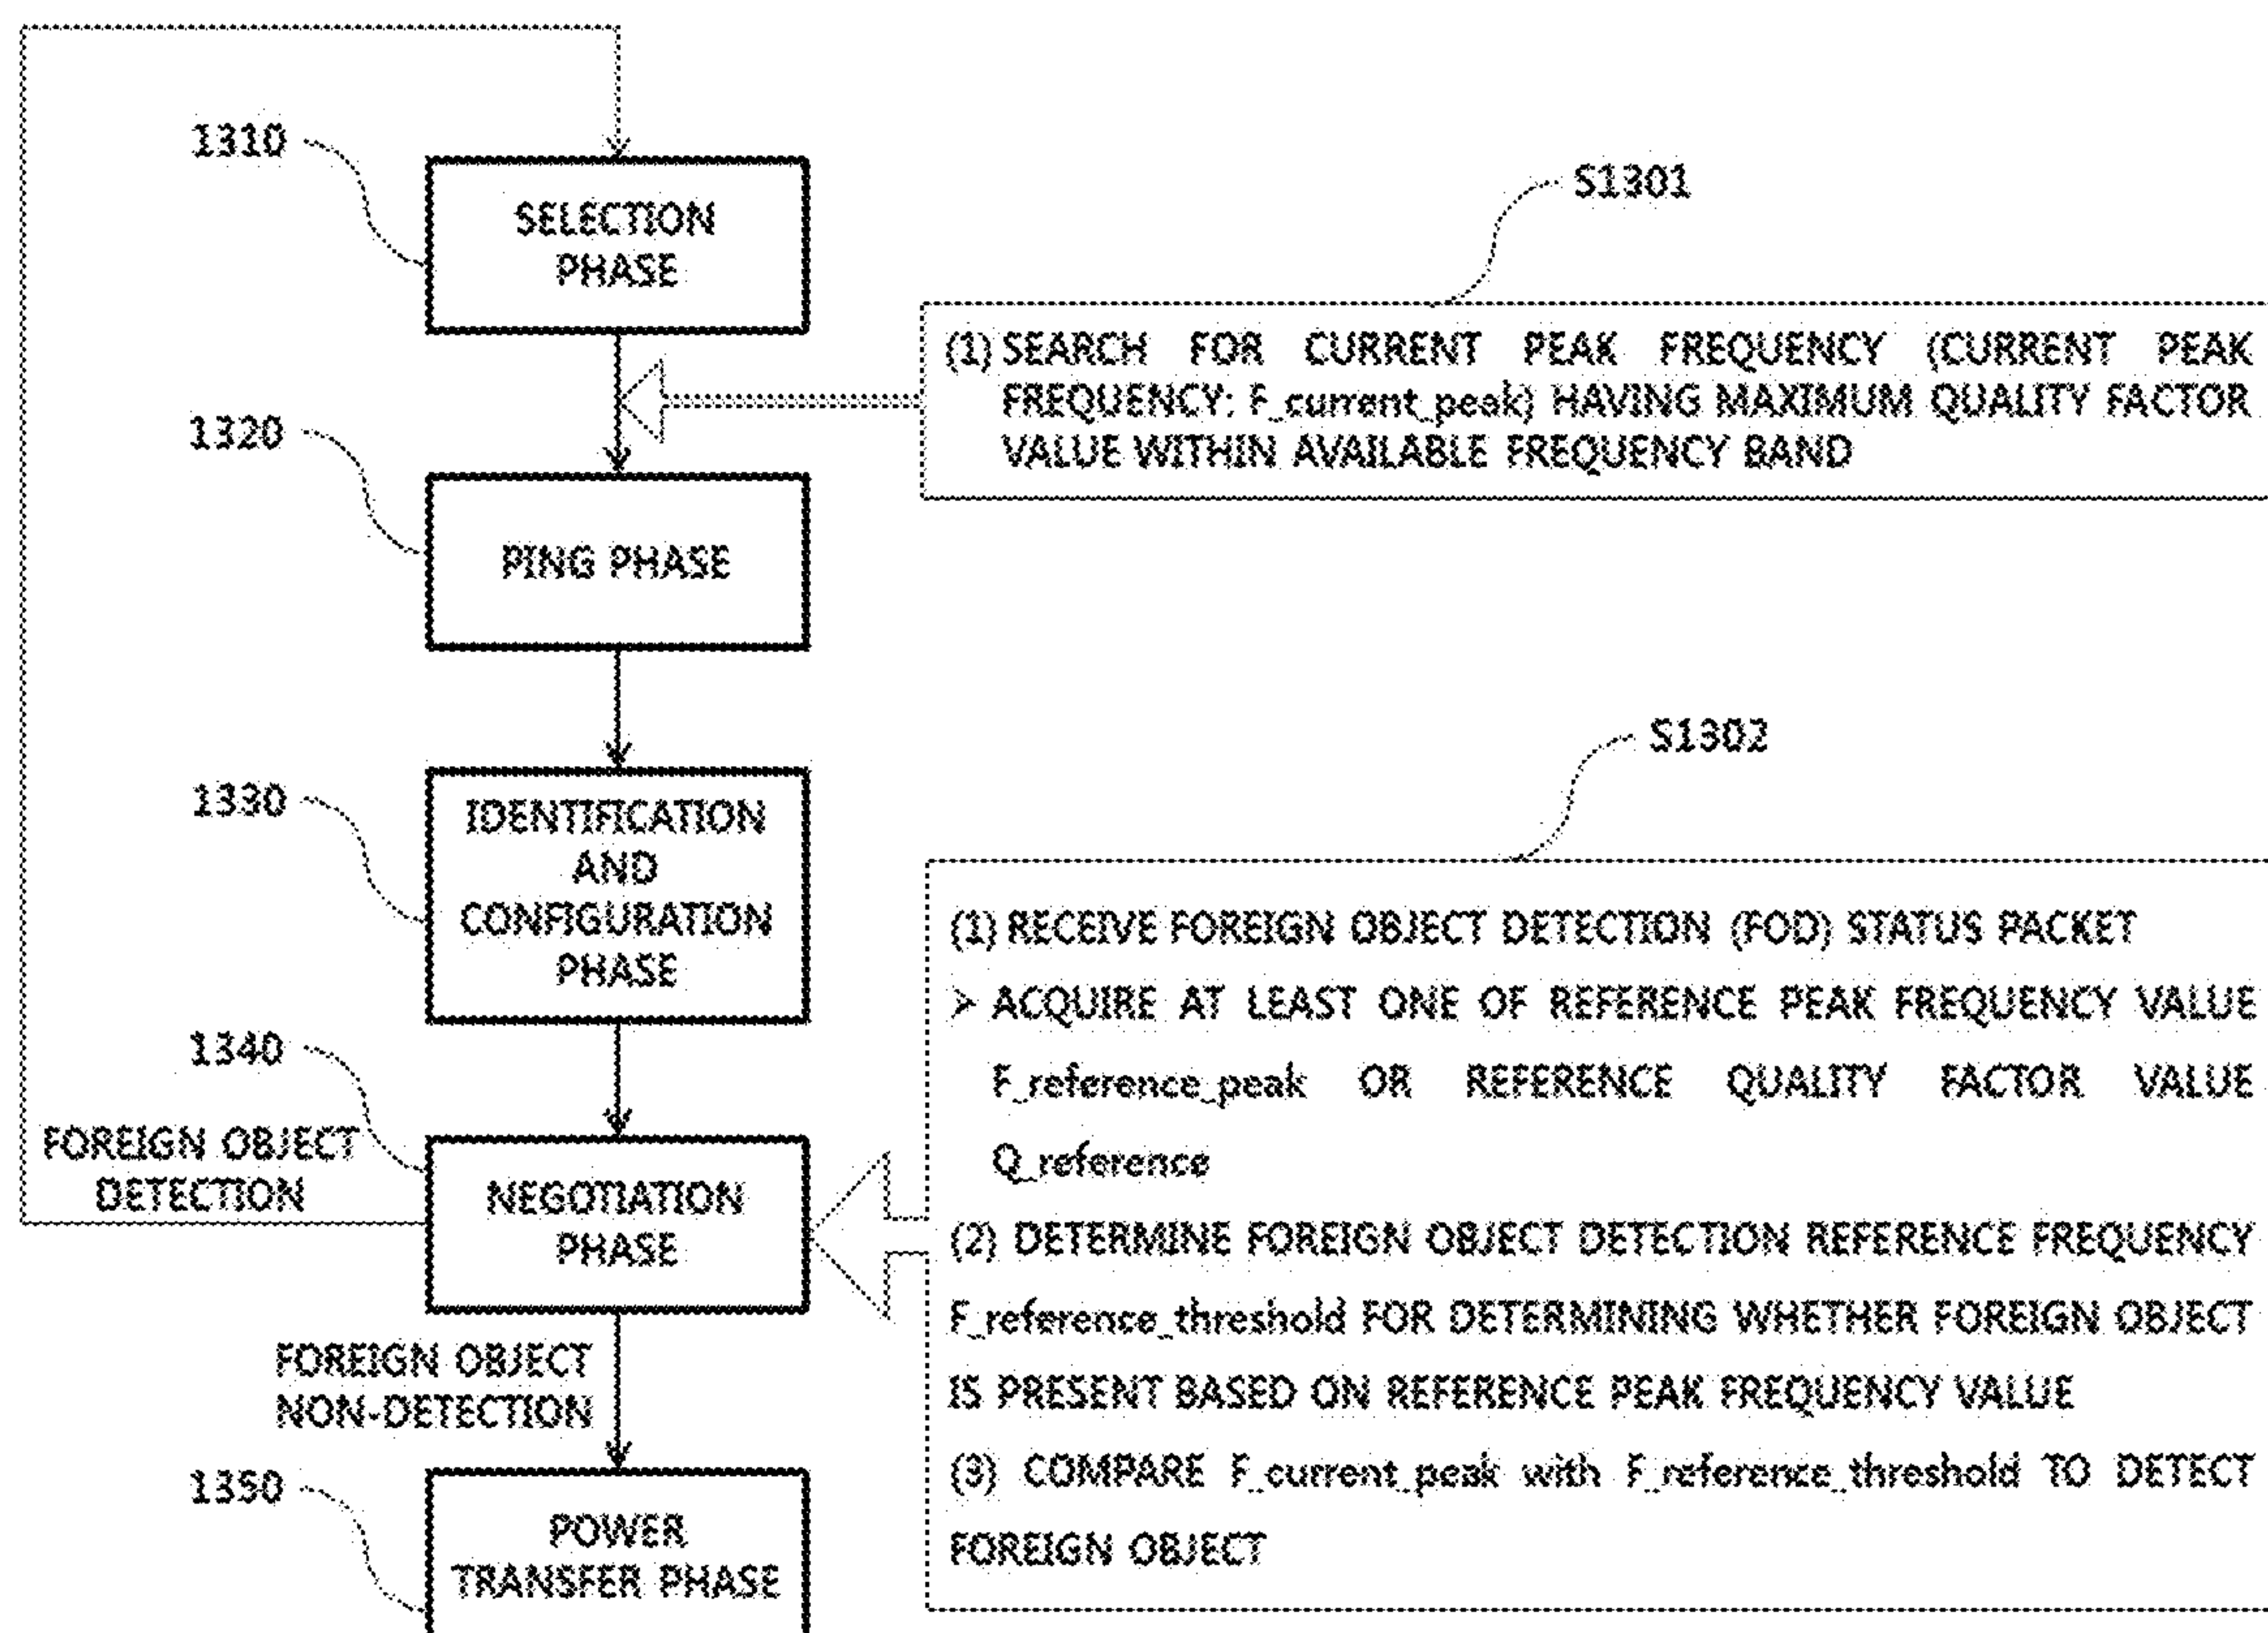 1310
SELECTION
PHASE
S1301
(1) SEARCH FOR CURRENT PEAK FREQUENCY (CURRENT PEAK
FREQUENCY: F_current_peak) HAVING MAXIMUM QUALITY FACTOR
VALUE WITHIN AVAILABLE FREQUENCY BAND
1320
PING PHASE
1330
IDENTIFICATION
AND
CONFIGURATION
PHASE
S1302
(1) RECEIVE FOREIGN OBJECT DETECTION (FOD) STATUS PACKET
➢ ACQUIRE AT LEAST ONE OF REFERENCE PEAK FREQUENCY VALUE
F_reference_peak OR REFERENCE QUALITY FACTOR VALUE
Q_reference
(2) DETERMINE FOREIGN OBJECT DETECTION REFERENCE FREQUENCY
F_reference_threshold FOR DETERMINING WHETHER FOREIGN OBJECT
IS PRESENT BASED ON REFERENCE PEAK FREQUENCY VALUE
(3) COMPARE F_current_peak with F_reference_threshold TO DETECT
FOREIGN OBJECT
1340
FOREIGN OBJECT
DETECTION
NEGOTIATION
PHASE
FOREIGN OBJECT
NON-DETECTION
1350
POWER
TRANSFER PHASE